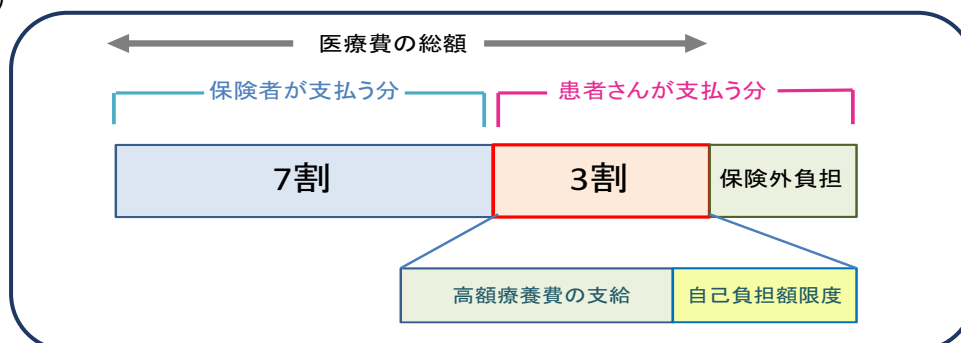 医療費の総額
保険者が支払う分
患者さんが支払う分
7割
3割
保険外負担
高額療養費の支給
自己負担額限度